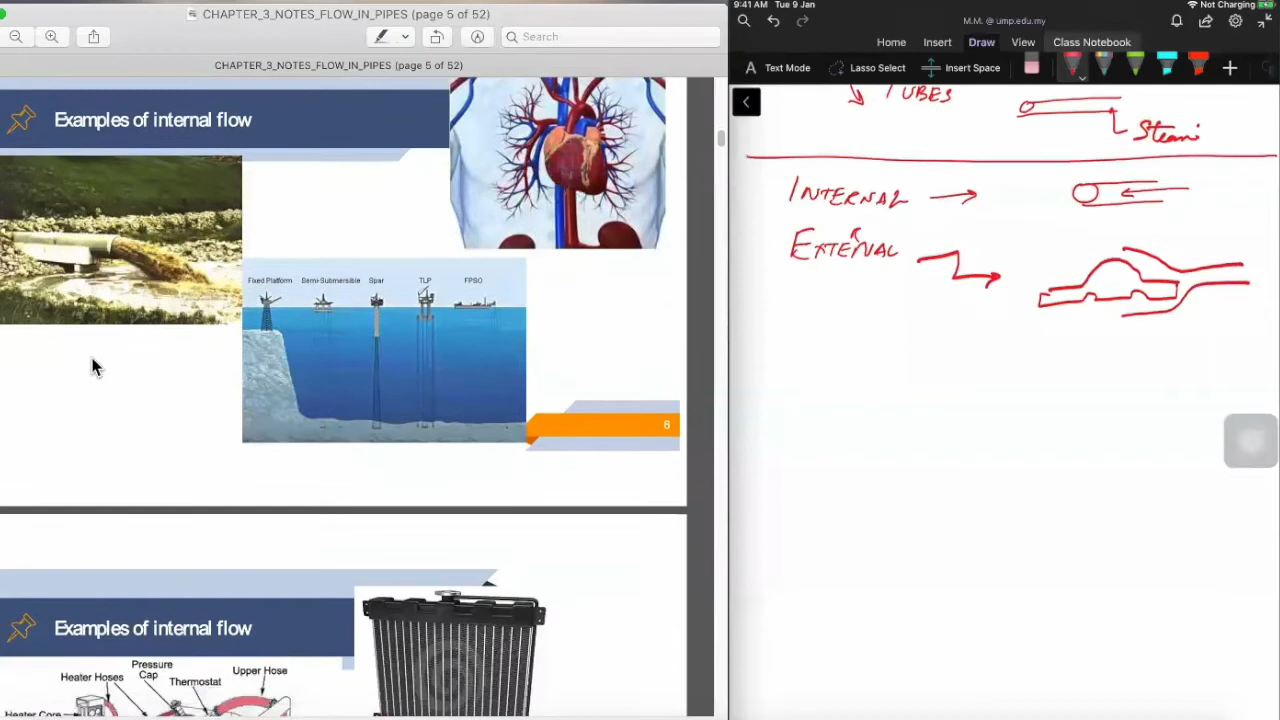 CHAPTER_3_NOTES_FLOW_IN_PIPES (page 5 of 52)
Search
CHAPTER_3_NOTES_FLOW_IN_PIPES (page 5 of 52)
Examples of internal flow
Fixed Platform Semi-Submersible Spar TLP FPSO
6
Examples of internal flow
Heater Hoses
Pressure
Cap
Thermostat
Upper Hose
Heater Core
9:41 AM Tue 9 Jan
Not Charging
M.M. @ ump.edu.my
Home Insert Draw View Class Notebook
A Text Mode Lasso Select Insert Space
TUBES
Steam
INTERNAL
EXTERNAL